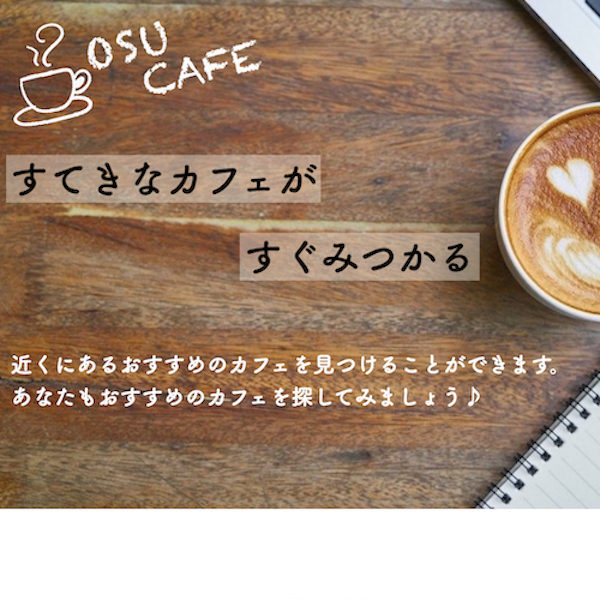 OSU
CAFE
すてきなカフェが
すぐみつかる
近くにあるおすすめのカフェを見つけることができます。
あなたもおすすめのカフェを探してみましょう♪